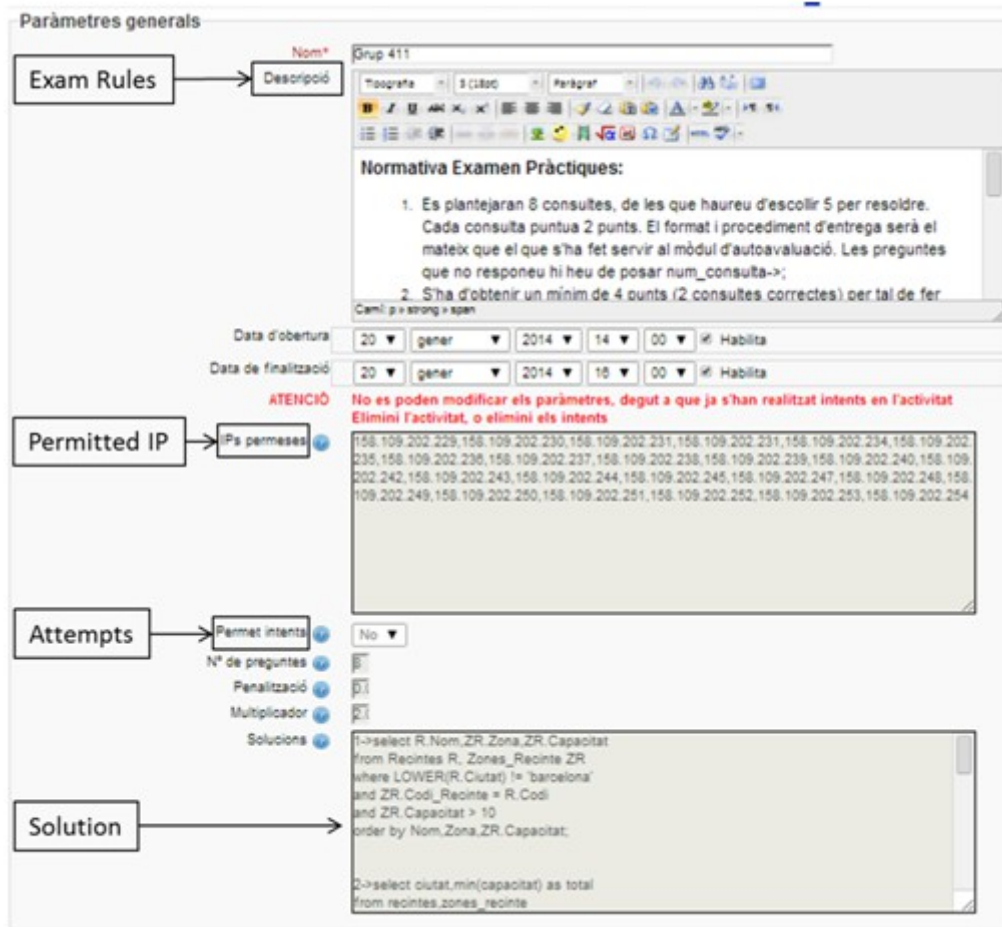 Paràmetres generals
Nom* Grup 411
Exam Rules
Descripció
Tipografia 5 (18pt) Paràgraf
Normativa Examen Pràctiques:
1. Es plantejaran 8 consultes, de les que haureu d'escollir 5 per resoldre.
Cada consulta puntua 2 punts. El format i procediment d'entrega serà el
mateix que el que s'ha fet servir al mòdul d'autoavaluació. Les preguntes
que no responeu hi heu de posar num_consulta->;
2. S'ha d'obtenir un mínim de 4 punts (2 consultes correctes) per tal de fer
Camí: p » strong » span
Data d'obertura 20 gener 2014 14 00 Habilita
Data de finalització 20 gener 2014 16 00 Habilita
ATENCIÓ No es poden modificar els paràmetres, degut a que ja s'han realitzat intents en l'activitat
Elimini l'activitat, o elimini els intents
Permitted IP
IPs permeses
158.109.202.229,158.109.202.230,158.109.202.231,158.109.202.231,158.109.202.234,158.109.202.
235,158.109.202.236,158.109.202.237,158.109.202.238,158.109.202.239,158.109.202.240,158.109.
202.242,158.109.202.243,158.109.202.244,158.109.202.245,158.109.202.247,158.109.202.248,158.
109.202.249,158.109.202.250,158.109.202.251,158.109.202.252,158.109.202.253,158.109.202.254
Attempts
Permet intents No
Nº de preguntes 8
Penalització 0.
Multiplicador 2.
Solucions
Solution
1->select R.Nom,ZR.Zona,ZR.Capacitat
from Recintes R, Zones_Recinte ZR
where LOWER(R.Ciutat) != 'barcelona'
and ZR.Codi_Recinte = R.Codi
and ZR.Capacitat > 10
order by Nom,Zona,ZR.Capacitat;
2->select ciutat,min(capacitat) as total
from recintes,zones_recinte